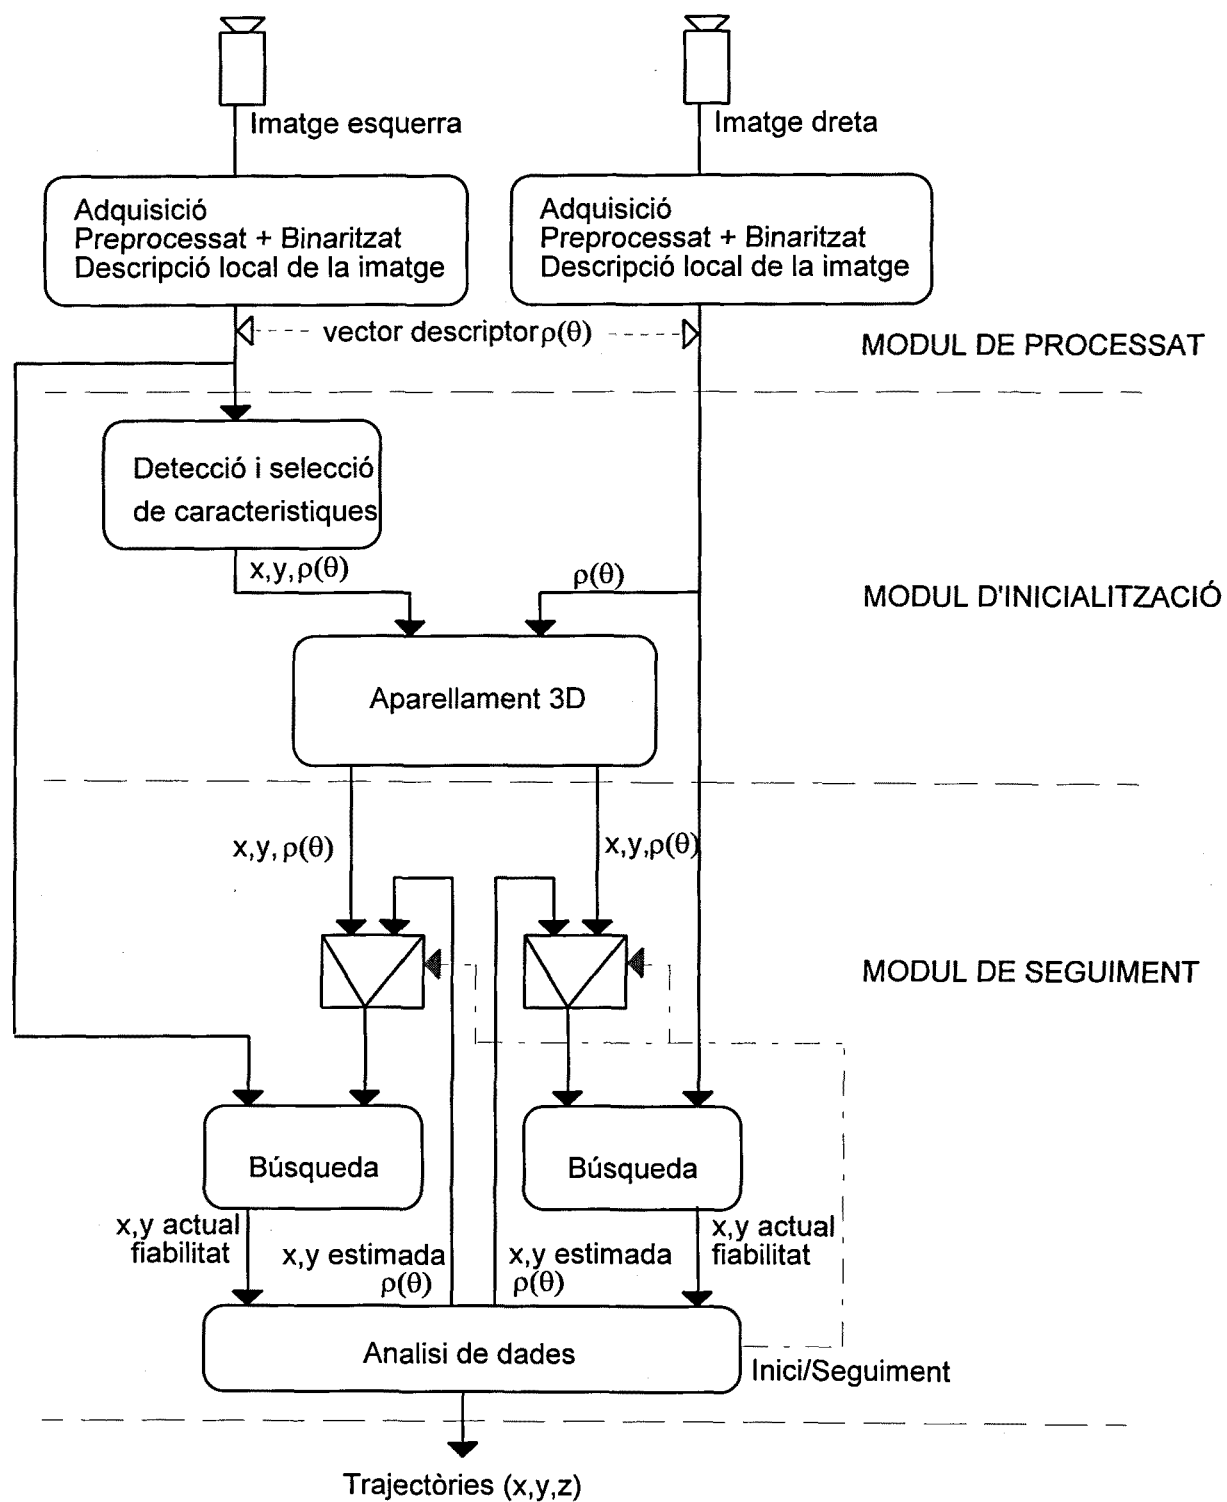 Imatge esquerra
Imatge dreta
Adquisició
Preprocessat + Binaritzat
Descripció local de la imatge
Adquisició
Preprocessat + Binaritzat
Descripció local de la imatge
vector descriptor ρ(θ)
MODUL DE PROCESSAT
Detecció i selecció
de caracteristiques
x,y,ρ(θ)
ρ(θ)
MODUL D'INICIALITZACIÓ
Aparellament 3D
x,y,ρ(θ)
x,y,ρ(θ)
MODUL DE SEGUIMENT
Búsqueda
Búsqueda
x,y actual
fiabilitat
x,y estimada
ρ(θ)
x,y estimada
ρ(θ)
x,y actual
fiabilitat
Analisi de dades
Inici/Seguiment
Trajectòries (x,y,z)